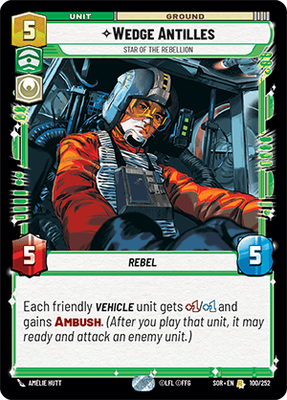 UNIT GROUND
5
WEDGE ANTILLES
STAR OF THE REBELLION
5 5
REBEL
Each friendly VEHICLE unit gets +1/+1 and
gains AMBUSH. (After you play that unit, it may
ready and attack an enemy unit.)
AMÉLIE HUTT ©LFL ©FFG SOR • EN R 100/252